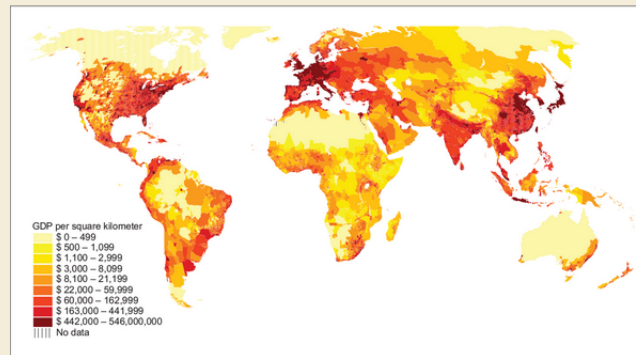 GDP per square kilometer
$ 0 – 499
$ 500 – 1,099
$ 1,100 – 2,999
$ 3,000 – 8,099
$ 8,100 – 21,199
$ 22,000 – 59,999
$ 60,000 – 162,999
$ 163,000 – 441,999
$ 442,000 – 546,000,000
No data